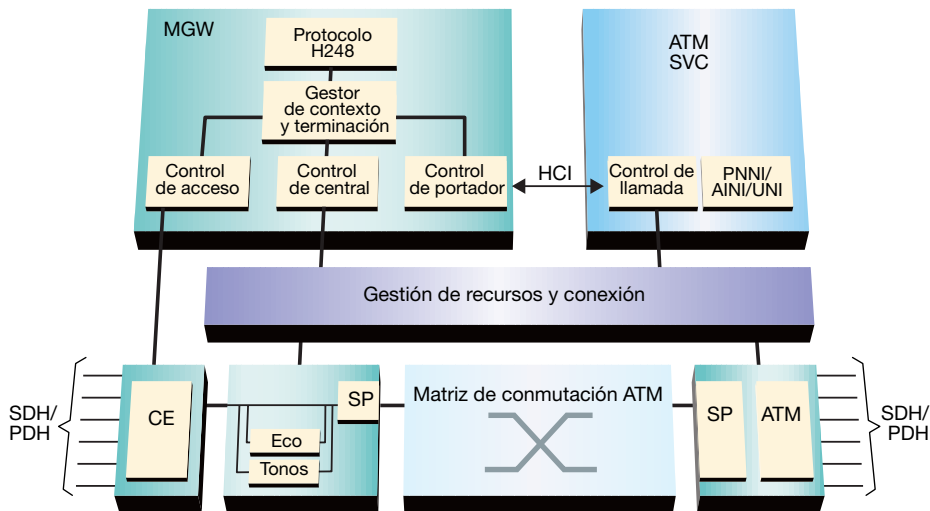 MGW
Protocolo
H248
Gestor
de contexto
y terminación
Control
de acceso
Control
de central
Control
de portador
HCI
ATM
SVC
Control de
llamada
PNNI/
AINI/UNI
Gestión de recursos y conexión
SDH/
PDH
CE
SP
Eco
Tonos
Matriz de conmutación ATM
SP
ATM
SDH/
PDH